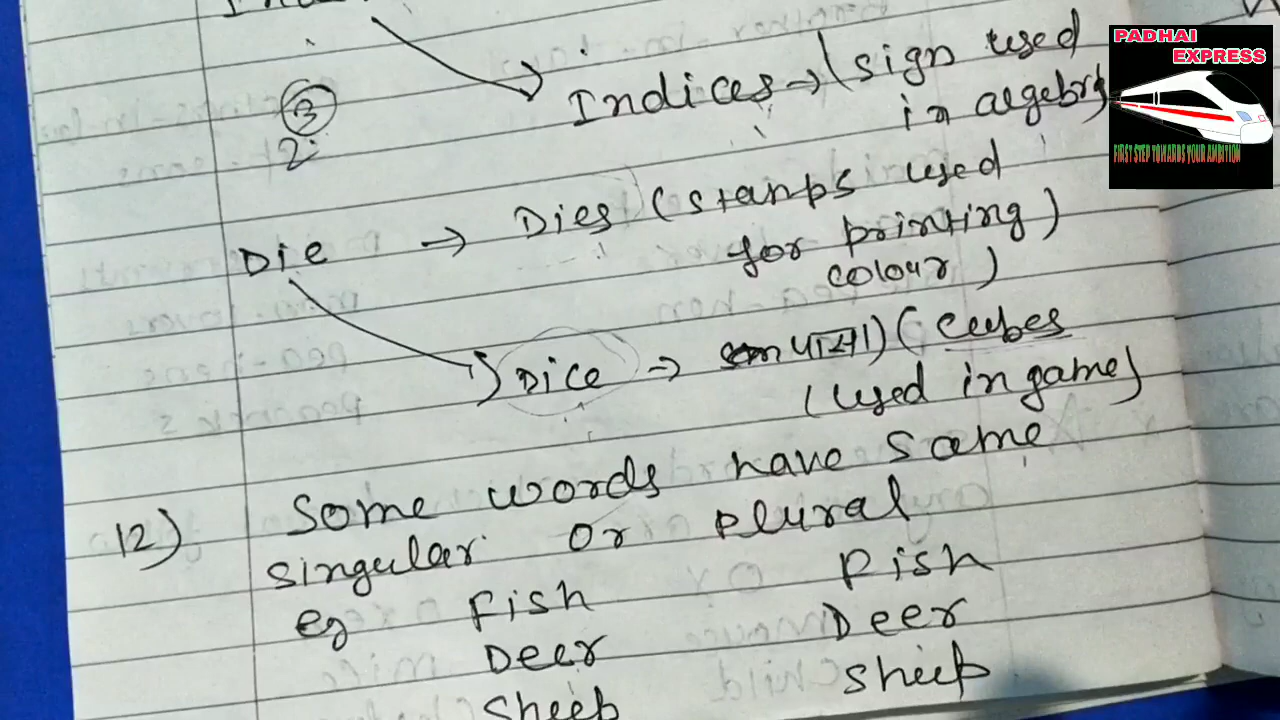 Indices → (sign used
in algebra)
③
2
Die → Dies (stamps used
for printing)
colour)
Dice → पासा) (cubes
(used in game)
12) Some words have same
singular or plural
eg Fish Fish
Deer Deer
Sheep Sheep
PADHAI
EXPRESS
FIRST STEP TOWARDS YOUR AMBITION